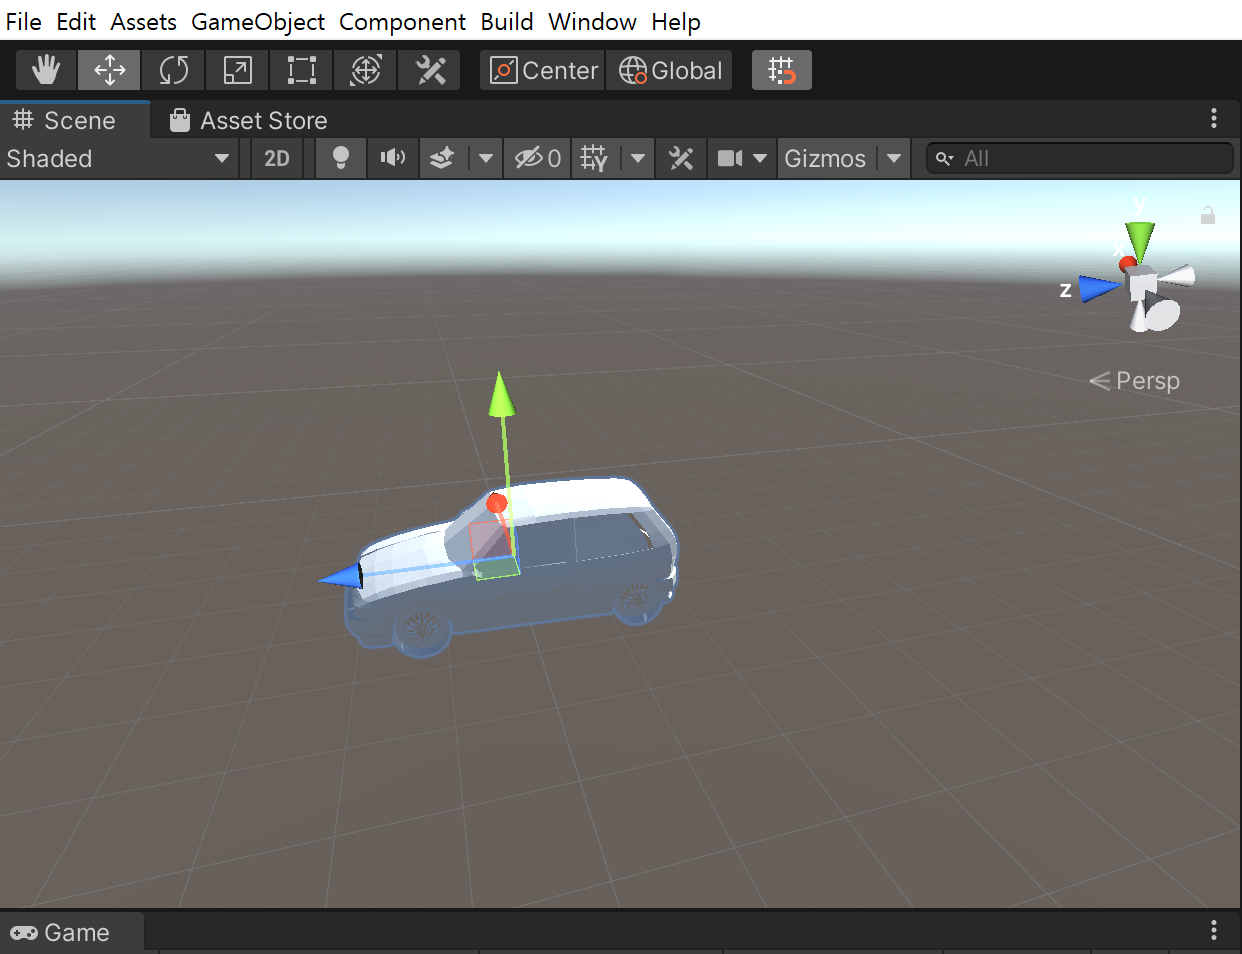 File Edit Assets GameObject Component Build Window Help
Center Global
Scene Asset Store
Shaded 2D 0 Gizmos All
y
x
z
Persp
Game